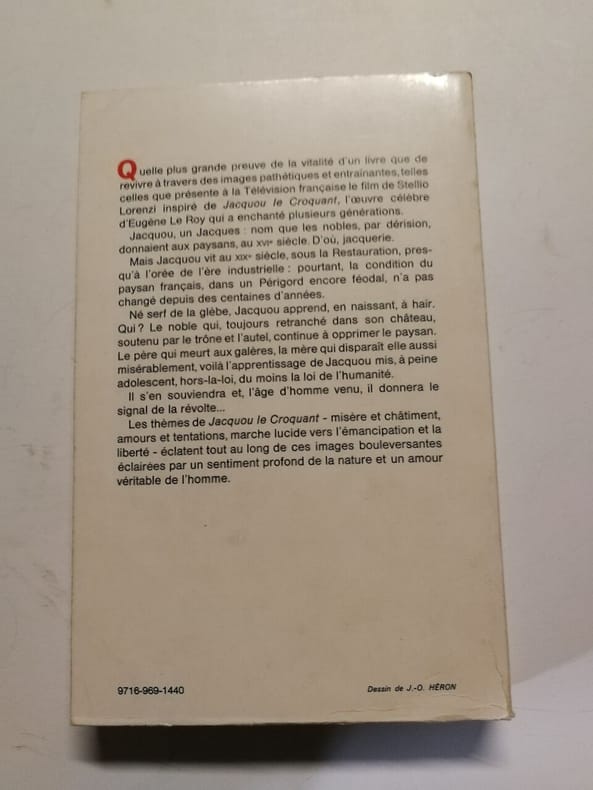 Quelle plus grande preuve de la vitalité d'un livre que de
revivre à travers des images pathétiques et entrainantes, telles
celles que présente à la Télévision française le film de Stellio
Lorenzi inspiré de Jacquou le Croquant, l'œuvre célèbre
d'Eugène Le Roy qui a enchanté plusieurs générations.
Jacquou, un Jacques : nom que les nobles, par dérision,
donnaient aux paysans, au XVIe siècle. D'où, jacquerie.
Mais Jacquou vit au XIXe siècle, sous la Restauration, pres-
qu'à l'orée de l'ère industrielle : pourtant, la condition du
paysan français, dans un Périgord encore féodal, n'a pas
changé depuis des centaines d'années.
Né serf de la glèbe, Jacquou apprend, en naissant, à haïr.
Qui ? Le noble qui, toujours retranché dans son château,
soutenu par le trône et l'autel, continue à opprimer le paysan.
Le père qui meurt aux galères, la mère qui disparaît elle aussi
misérablement, voilà l'apprentissage de Jacquou mis, à peine
adolescent, hors-la-loi, du moins la loi de l'humanité.
Il s'en souviendra et, l'âge d'homme venu, il donnera le
signal de la révolte...
Les thèmes de Jacquou le Croquant - misère et châtiment,
amours et tentations, marche lucide vers l'émancipation et la
liberté - éclatent tout au long de ces images bouleversantes
éclairées par un sentiment profond de la nature et un amour
véritable de l'homme.
9716-969-1440
Dessin de J.-O. HÉRON